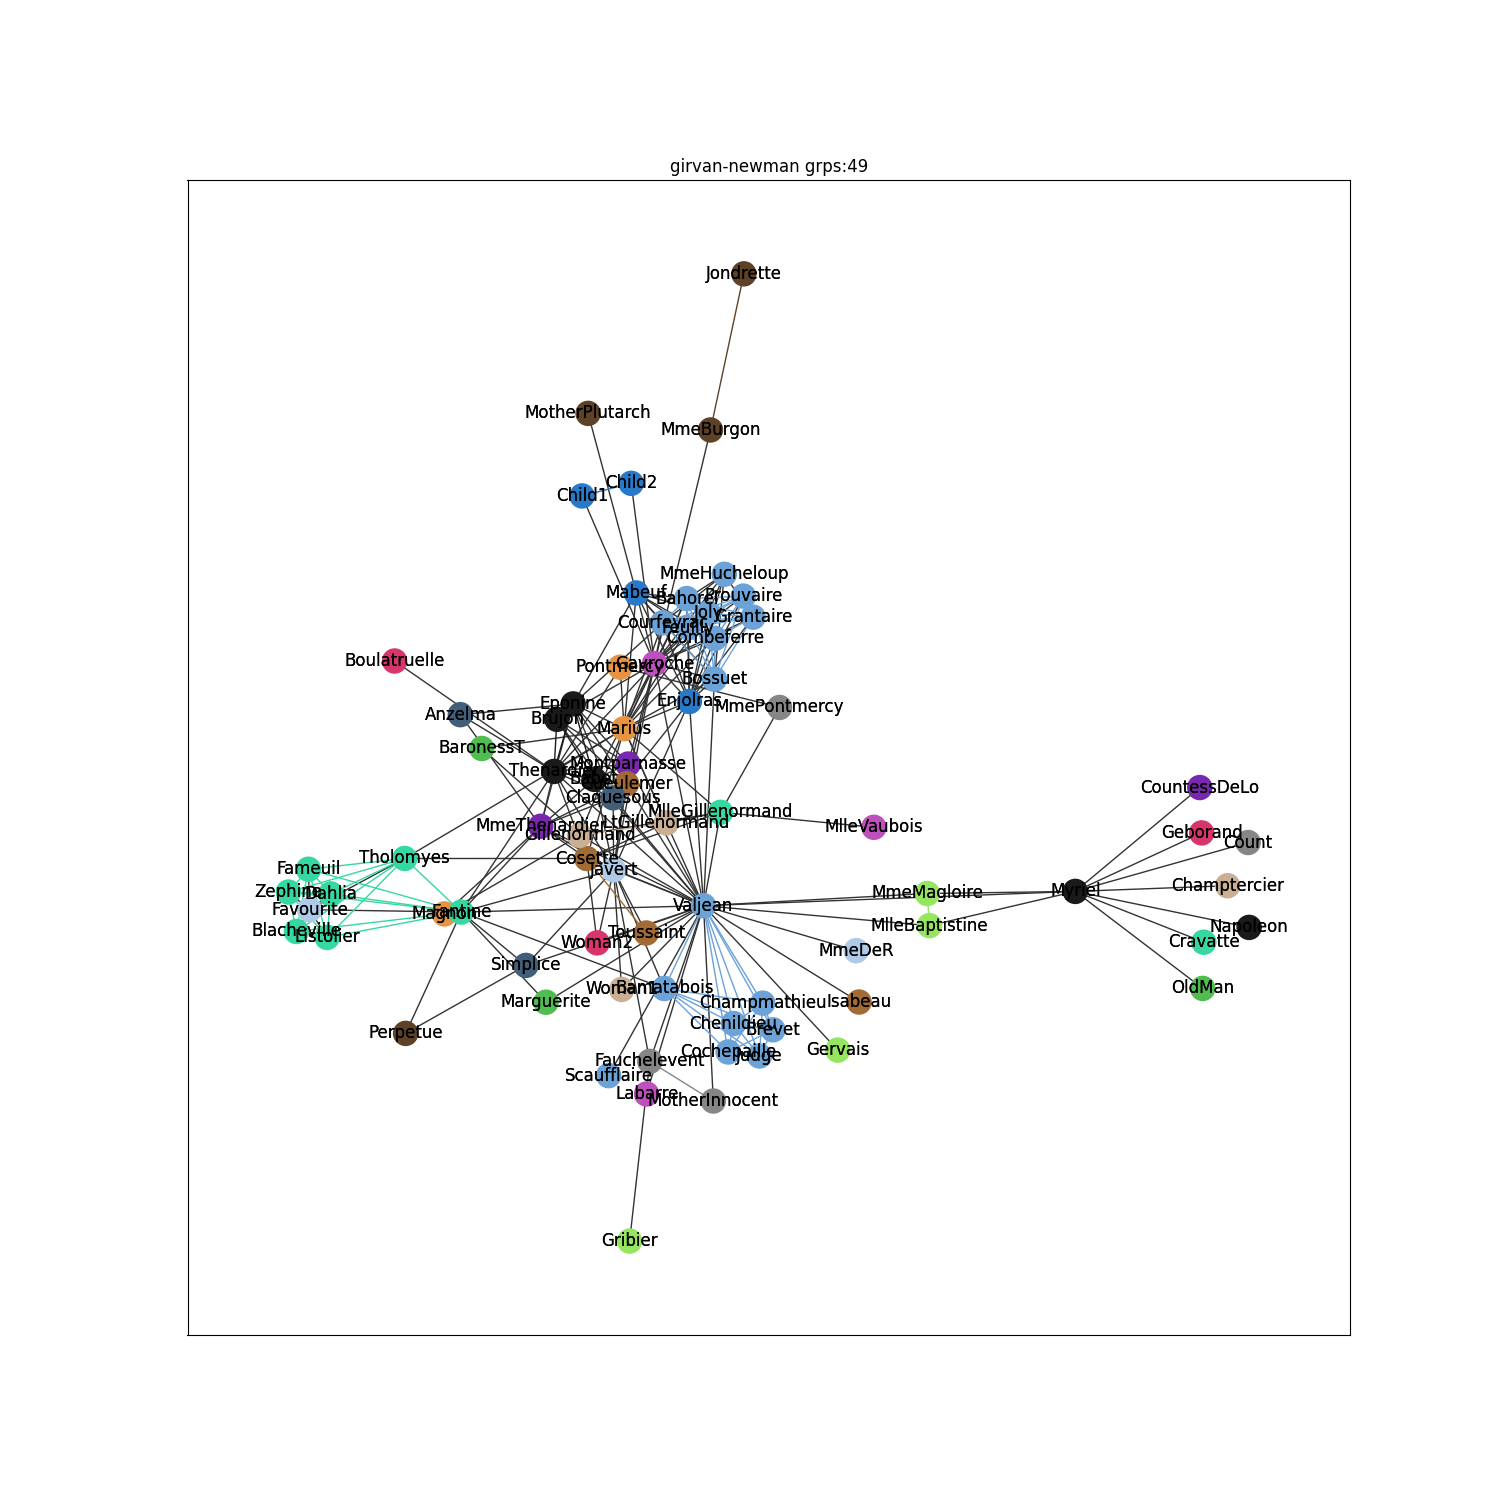 girvan-newman grps:49
Jondrette
MotherPlutarch
MmeBurgon
Child2
Child1
MmeHucheloup
Mabeuf
Bahorel
Prouvaire
Joly
Grantaire
Courfeyrac
Feuilly
Combeferre
Boulatruelle
Pontmercy
Gavroche
Bossuet
Eponine
Enjolras
MmePontmercy
Anzelma
Brujon
Marius
BaronessT
Montparnasse
Thenardier
Babet
Gueulemer
CountessDeLo
Claquesous
MlleGillenormand
MmeThenardier
LtGillenormand
MlleVaubois
Gillenormand
Geborand
Count
Tholomyes
Cosette
Fameuil
Javert
Champtercier
Zephine
Dahlia
MmeMagloire
Myriel
Favourite
Magnon
Fantine
Valjean
MlleBaptistine
Napoleon
Blacheville
Listolier
Toussaint
Woman2
Cravatte
MmeDeR
Simplice
Woman1
Bamatabois
OldMan
Marguerite
Champmathieu
Isabeau
Perpetue
Chenildieu
Brevet
Cochepaille
Judge
Gervais
Fauchelevent
Scaufflaire
Labarre
MotherInnocent
Gribier